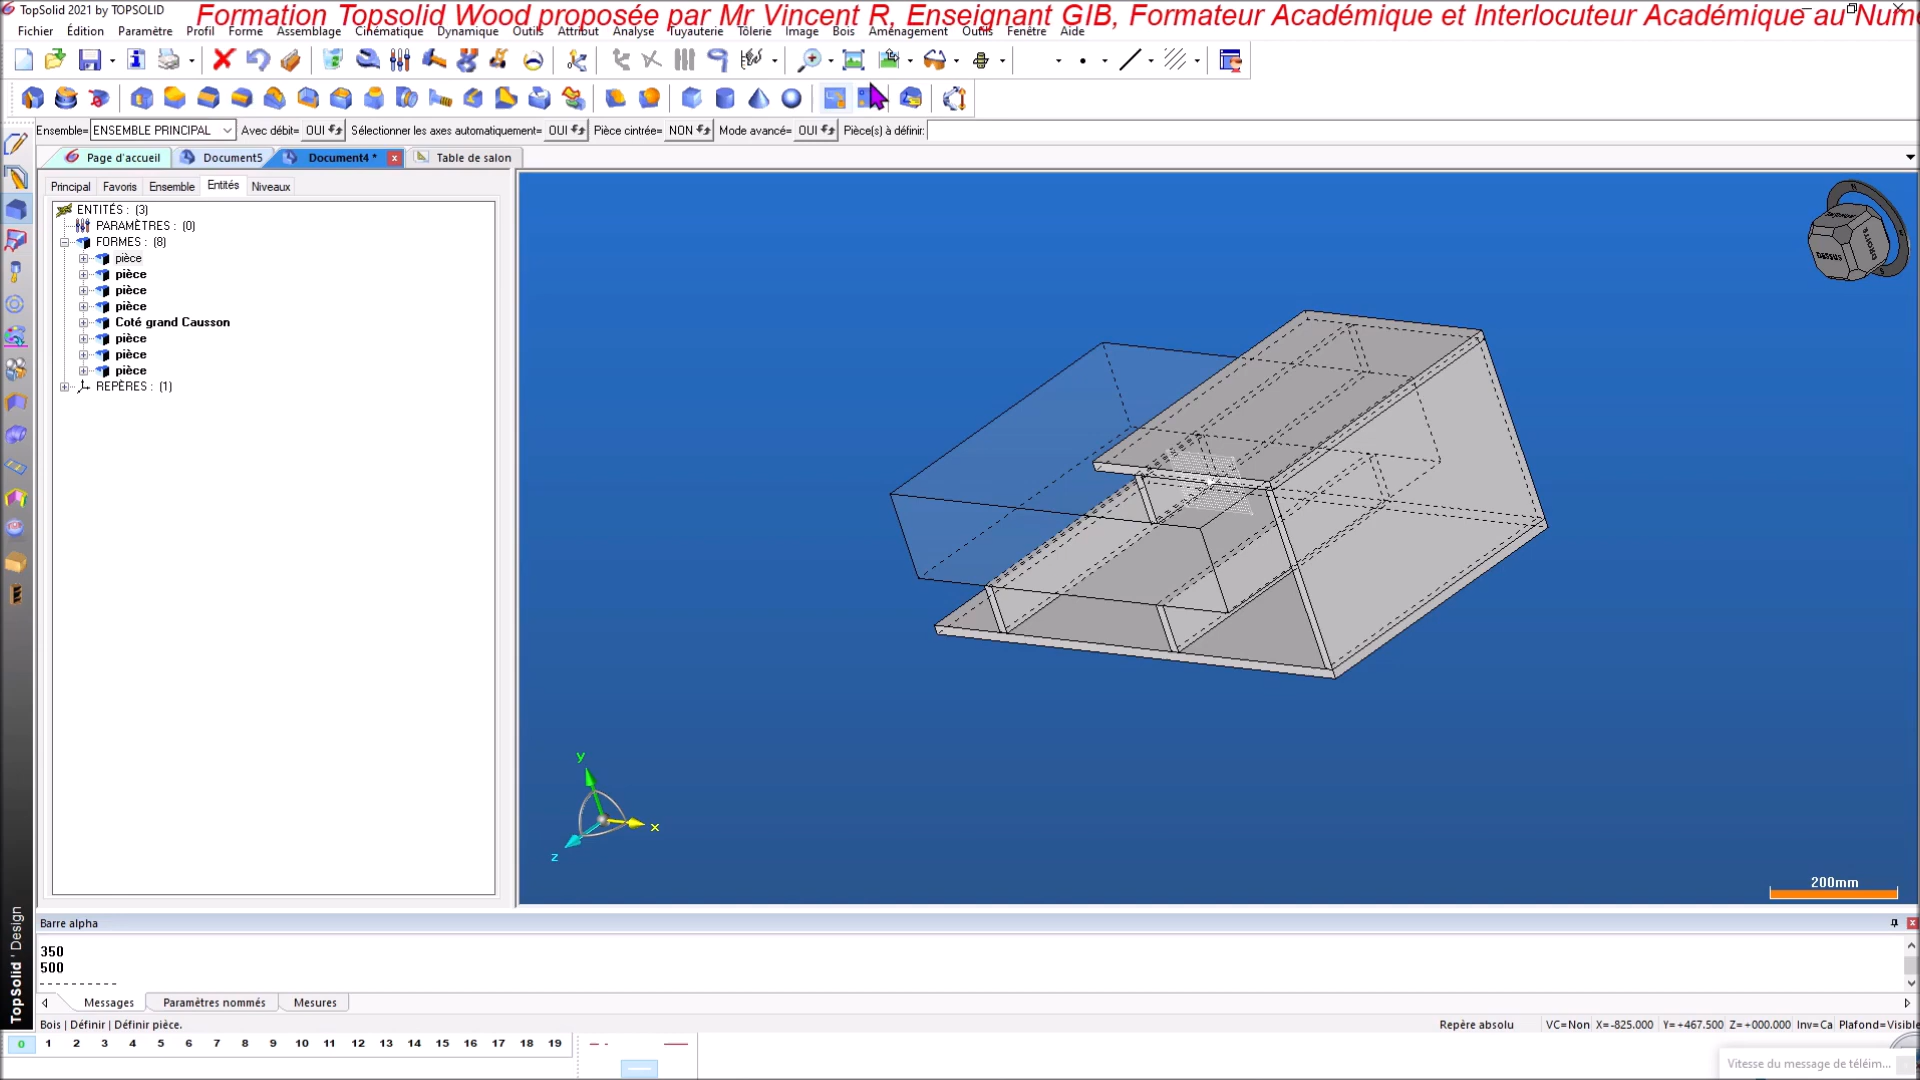 TopSolid 2021 by TOPSOLID
Formation Topsolid Wood proposée par Mr Vincent R, Enseignant GIB, Formateur Académique et Interlocuteur Académique au Num
Fichier Édition Paramètre Profil Forme Assemblage Cinématique Dynamique Outils Attribut Analyse Tuyauterie Tôlerie Image Bois Aménagement Outils Fenêtre Aide
Ensemble= ENSEMBLE PRINCIPAL Avec débit= OUI Sélectionner les axes automatiquement= OUI Pièce cintrée= NON Mode avancé= OUI Pièce(s) à définir:
Page d'accueil Document5 Document4 * Table de salon
Principal Favoris Ensemble Entités Niveaux
ENTITÉS : (3)
PARAMÈTRES : (0)
FORMES : (8)
pièce
pièce
pièce
pièce
Coté grand Causson
pièce
pièce
pièce
REPÈRES : (1)
DROITE
y
x
z
200mm
Barre alpha
350
500
-----------
Messages Paramètres nommés Mesures
TopSolid ' Design
Bois | Définir | Définir pièce.
Repère absolu VC=Non X=-825.000 Y=+467.500 Z=+000.000 Inv=Ca Plafond=Visible
0 1 2 3 4 5 6 7 8 9 10 11 12 13 14 15 16 17 18 19
Vitesse du message de téléim...